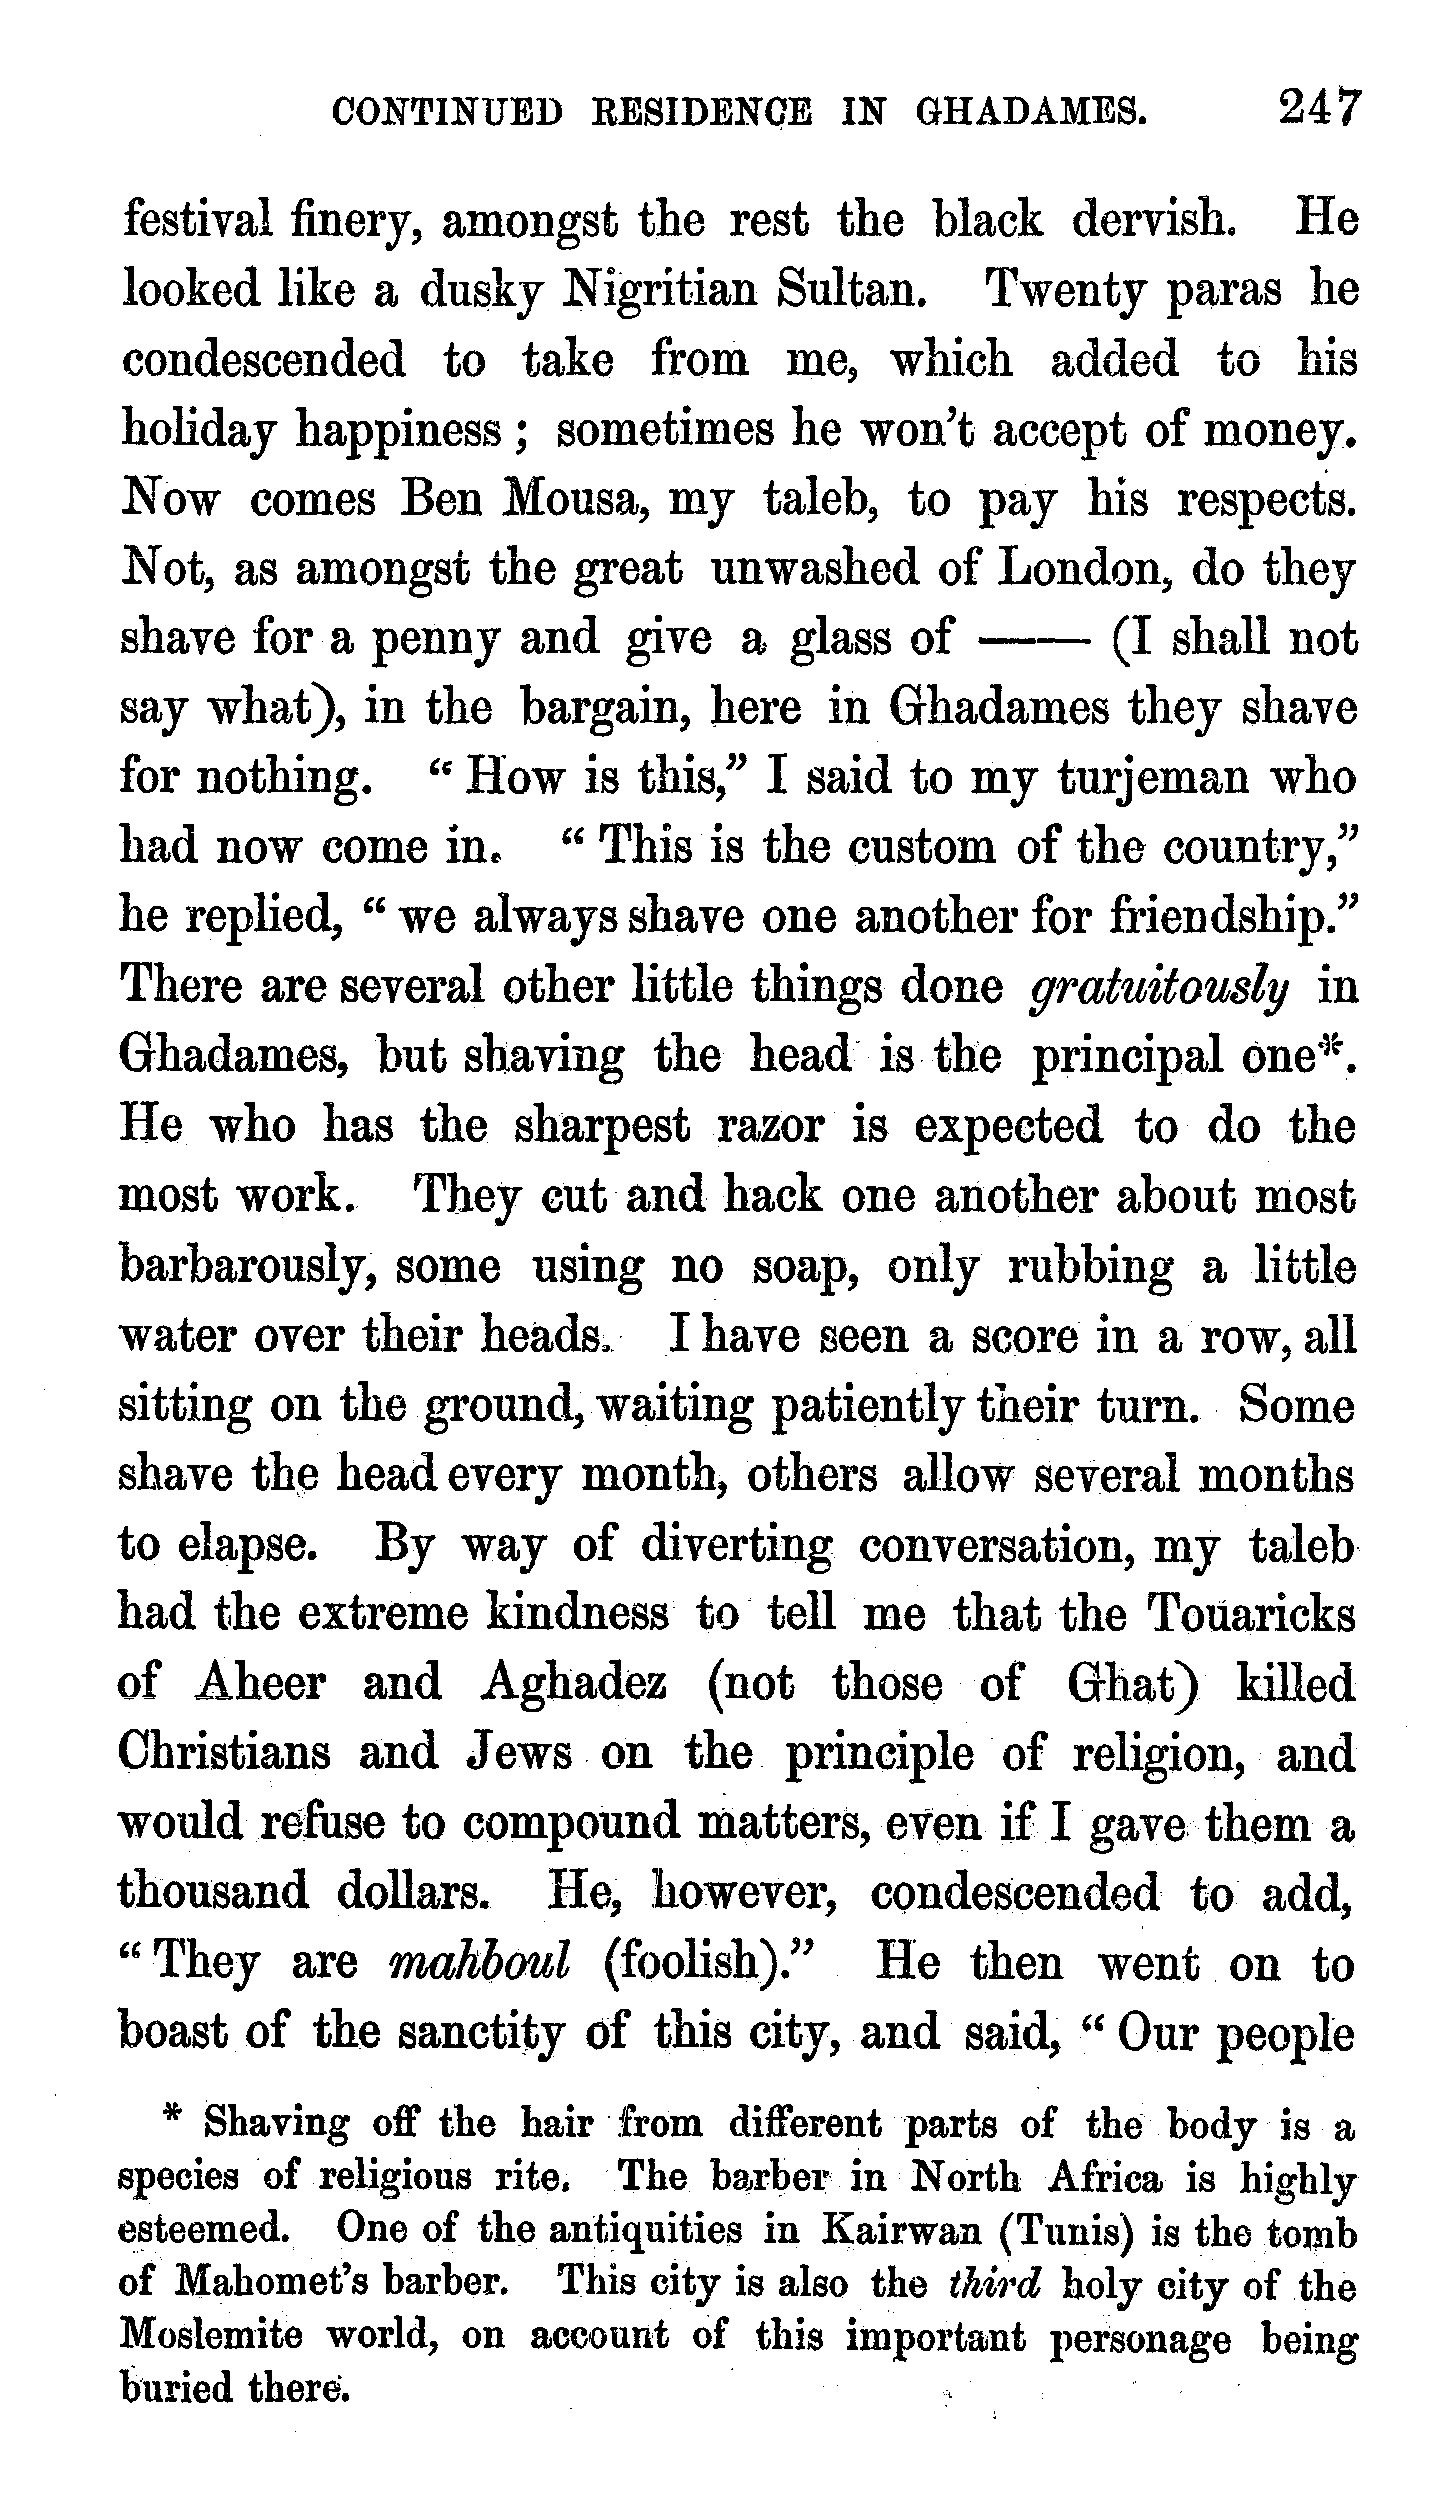 CONTINUED RESIDENCE IN GHADAMES. 247
festival finery, amongst the rest the black dervish. He
looked like a dusky Nigritian Sultan. Twenty paras he
condescended to take from me, which added to his
holiday happiness ; sometimes he won't accept of money.
Now comes Ben Mousa, my taleb, to pay his respects.
Not, as amongst the great unwashed of London, do they
shave for a penny and give a glass of —— (I shall not
say what), in the bargain, here in Ghadames they shave
for nothing. “ How is this,” I said to my turjeman who
had now come in. “ This is the custom of the country,”
he replied, “ we always shave one another for friendship.”
There are several other little things done gratuitously in
Ghadames, but shaving the head is the principal one*.
He who has the sharpest razor is expected to do the
most work. They cut and hack one another about most
barbarously, some using no soap, only rubbing a little
water over their heads. I have seen a score in a row, all
sitting on the ground, waiting patiently their turn. Some
shave the head every month, others allow several months
to elapse. By way of diverting conversation, my taleb
had the extreme kindness to tell me that the Touaricks
of Aheer and Aghadez (not those of Ghat) killed
Christians and Jews on the principle of religion, and
would refuse to compound matters, even if I gave them a
thousand dollars. He, however, condescended to add,
“ They are mahboul (foolish).” He then went on to
boast of the sanctity of this city, and said, “ Our people
* Shaving off the hair from different parts of the body is a
species of religious rite. The barber in North Africa is highly
esteemed. One of the antiquities in Kairwan (Tunis) is the tomb
of Mahomet's barber. This city is also the third holy city of the
Moslemite world, on account of this important personage being
buried there.